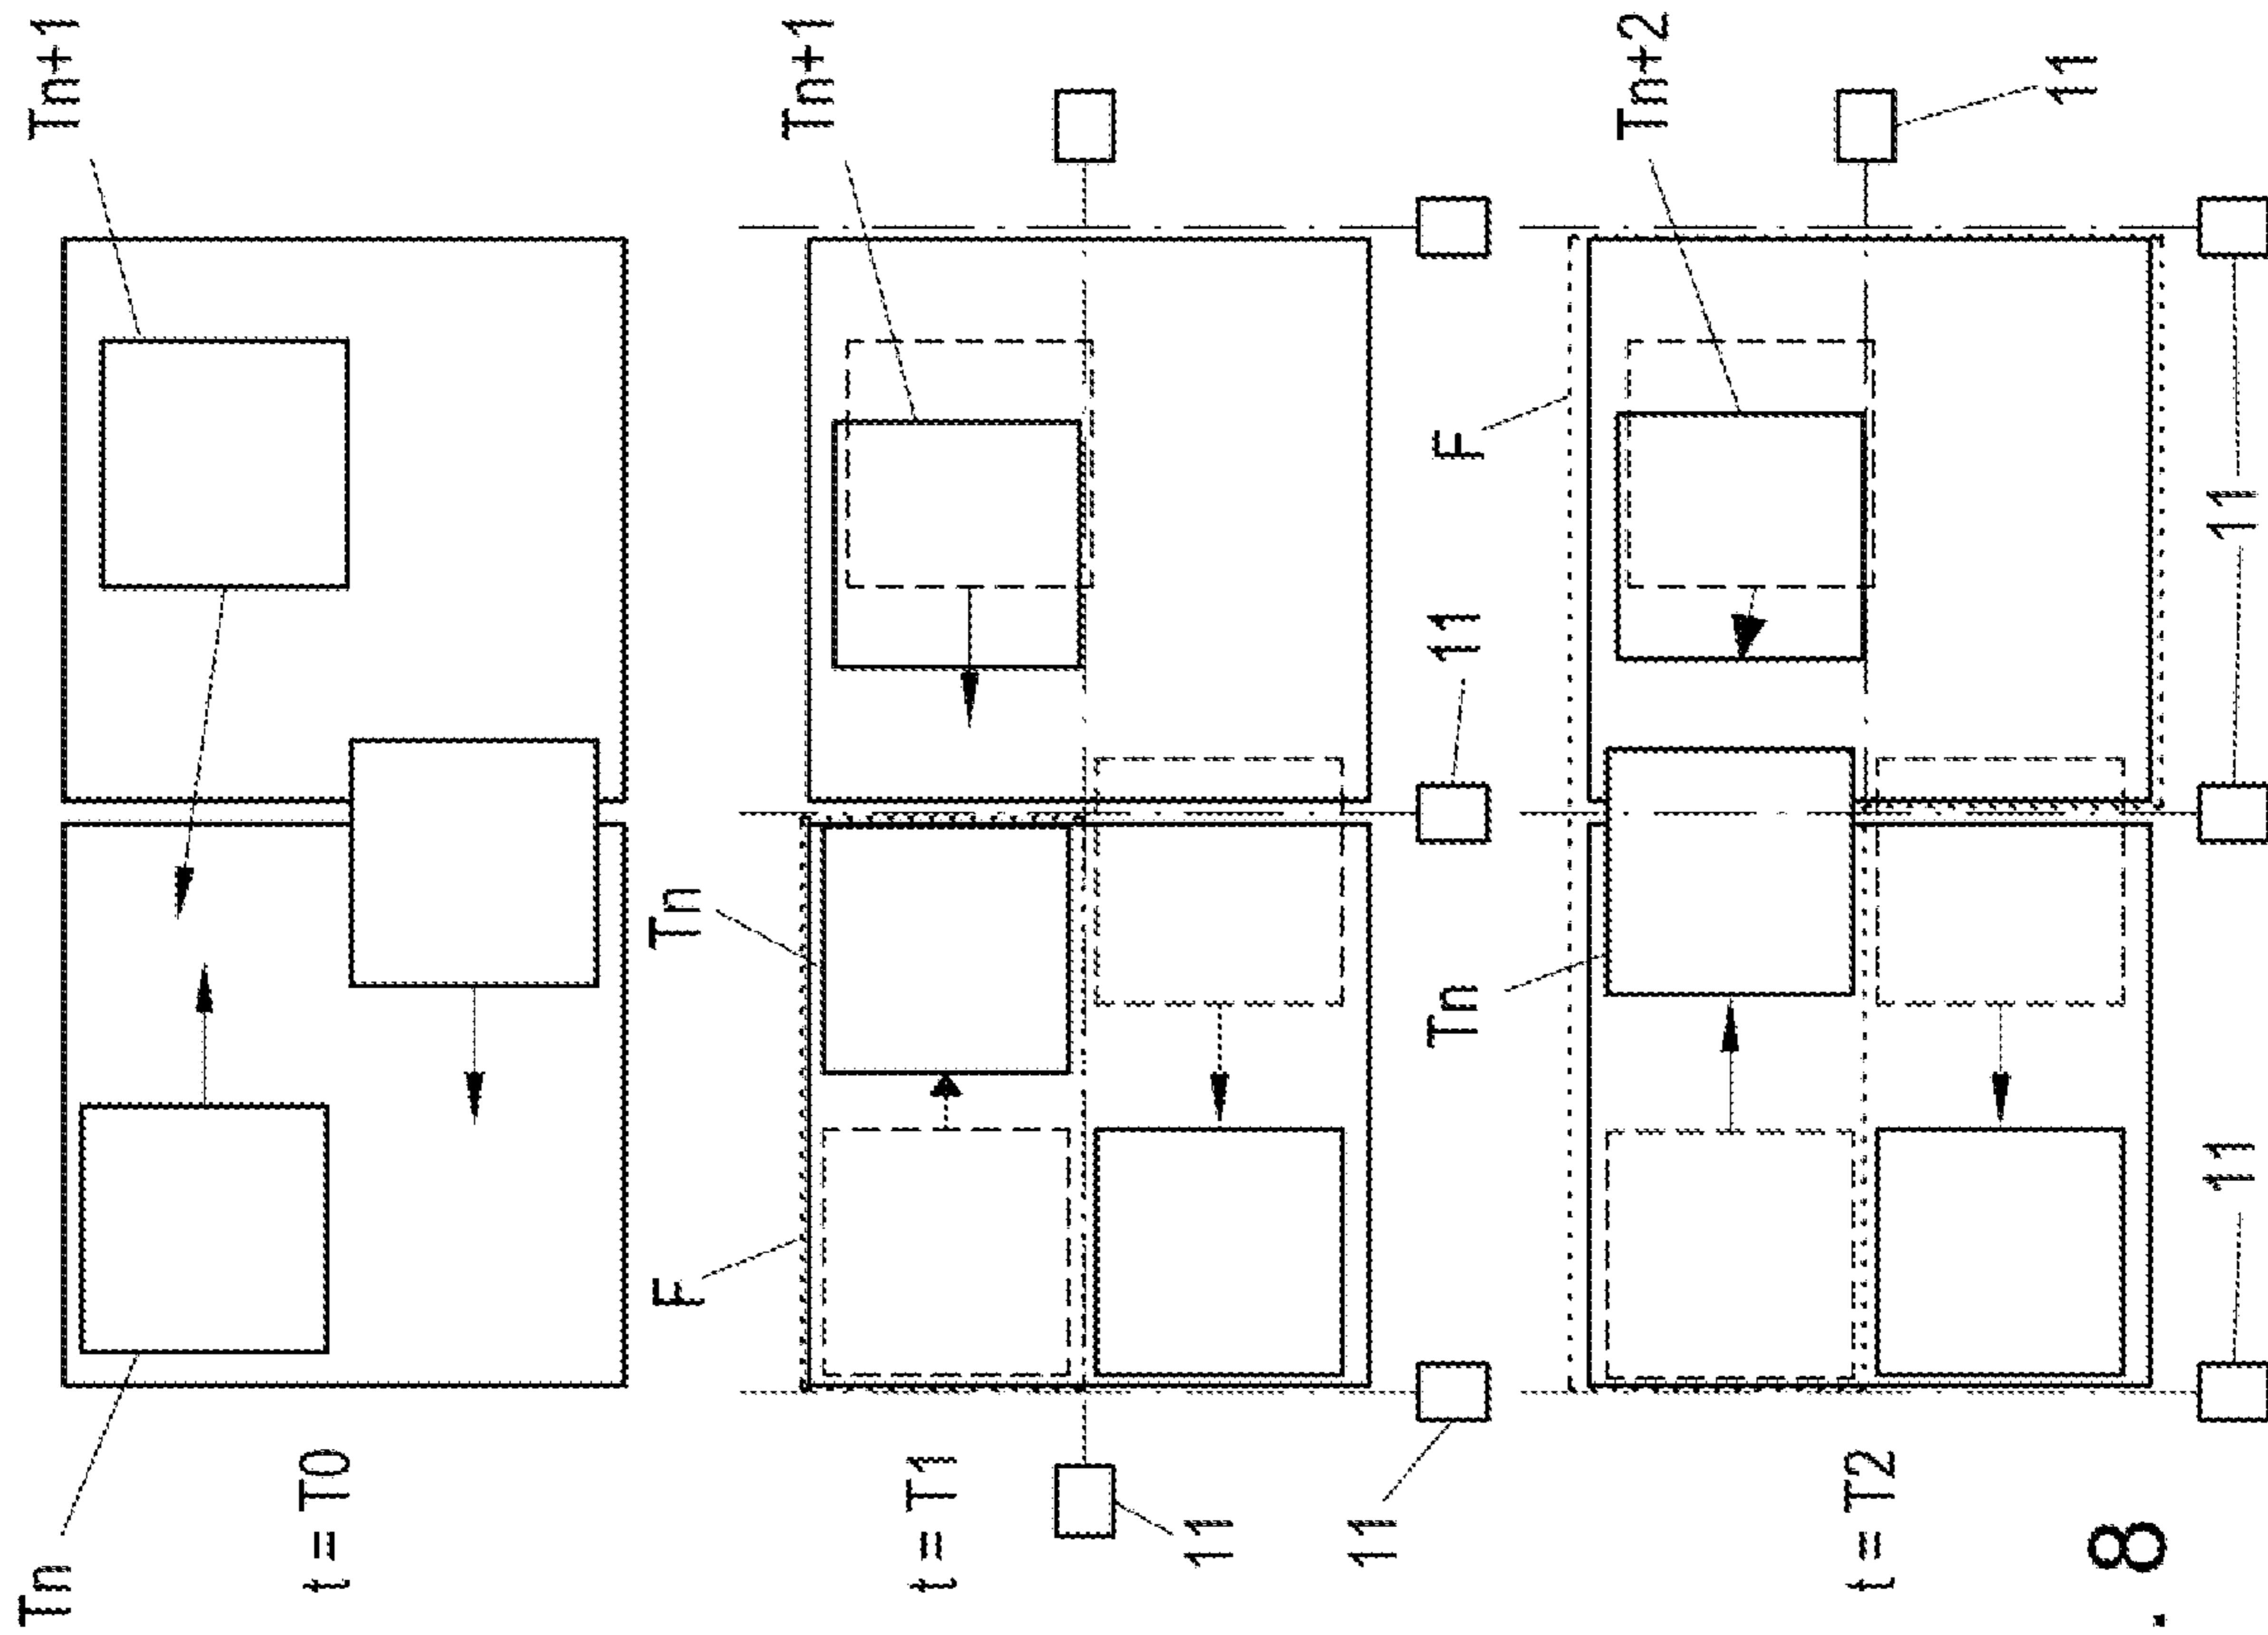 Tn
Tn+1
t = T0
F
Tn
Tn+1
t = T1
11
11
Tn
11
F
Tn+2
t = T2
11
. 8
11
11